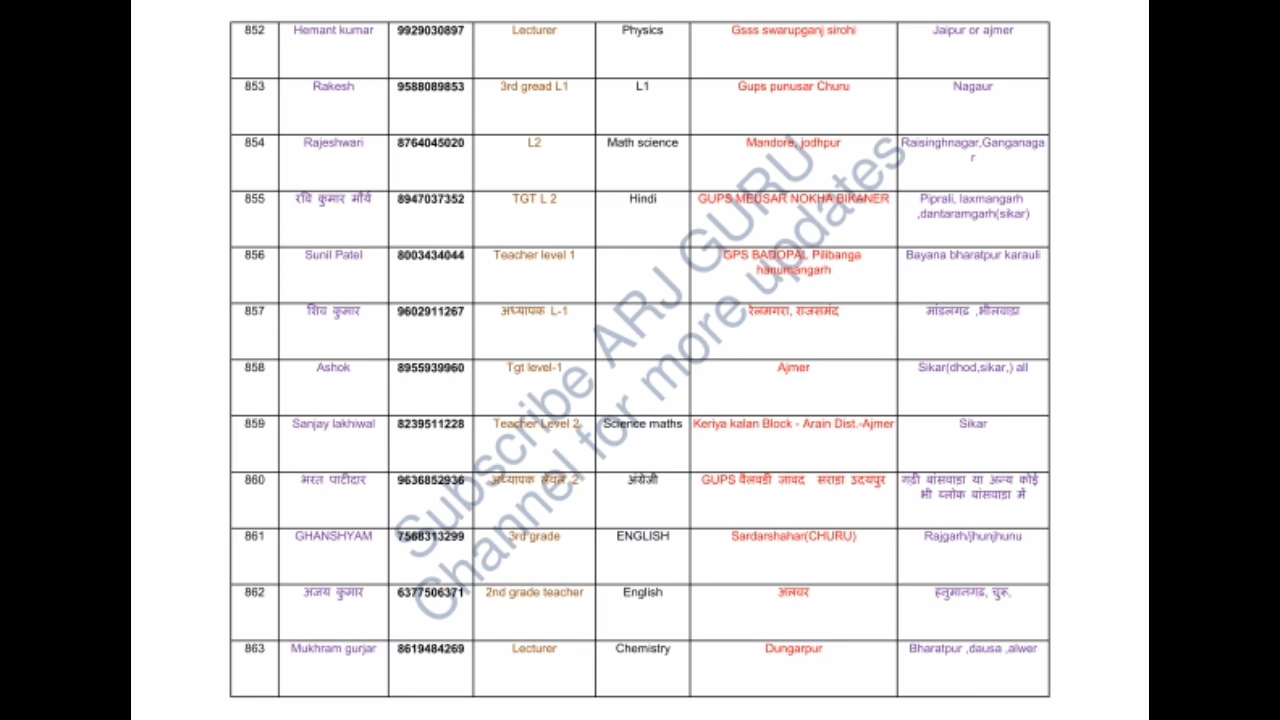 852 Hemant kumar 9929030897 Lecturer Physics Gsss swarupganj sirohi Jaipur or ajmer
853 Rakesh 9588089853 3rd gread L1 L1 Gups punusar Churu Nagaur
854 Rajeshwari 8764045020 L2 Math science Mandore, jodhpur Raisinghnagar,Ganganaga
r
855 रवि कुमार मौर्य 8947037352 TGT L 2 Hindi GUPS MEUSAR NOKHA BIKANER Piprali, laxmangarh
,dantaramgarh(sikar)
856 Sunil Patel 8003434044 Teacher level 1 GPS BADOPAL Pilibanga Bayana bharatpur karauli
hanumangarh
857 शिव कुमार 9602911267 अध्यापक L-1 रेलमगरा, राजसमंद मांडलगढ ,भीलवाडा
858 Ashok 8955939960 Tgt level-1 Ajmer Sikar(dhod,sikar,) all
859 Sanjay lakhiwal 8239511228 Teacher Level 2 Science maths Keriya kalan Block - Arain Dist.-Ajmer Sikar
860 भरत पाटीदार 9636852936 अध्यापक लेवल 2 अंग्रेजी GUPS वैलवडी जावद सराडा उदयपुर गढ़ी बांसवाड़ा या अन्य कोई
भी ब्लोक बांसवाडा में
861 GHANSHYAM 7568313299 3rd grade ENGLISH Sardarshahar(CHURU) Rajgarh/jhunjhunu
862 अजय कुमार 6377506371 2nd grade teacher English अलवर हनुमानगढ, चुरू,
863 Mukhram gurjar 8619484269 Lecturer Chemistry Dungarpur Bharatpur ,dausa ,alwer
Subscribe ARJ GURU
Channel for more updates